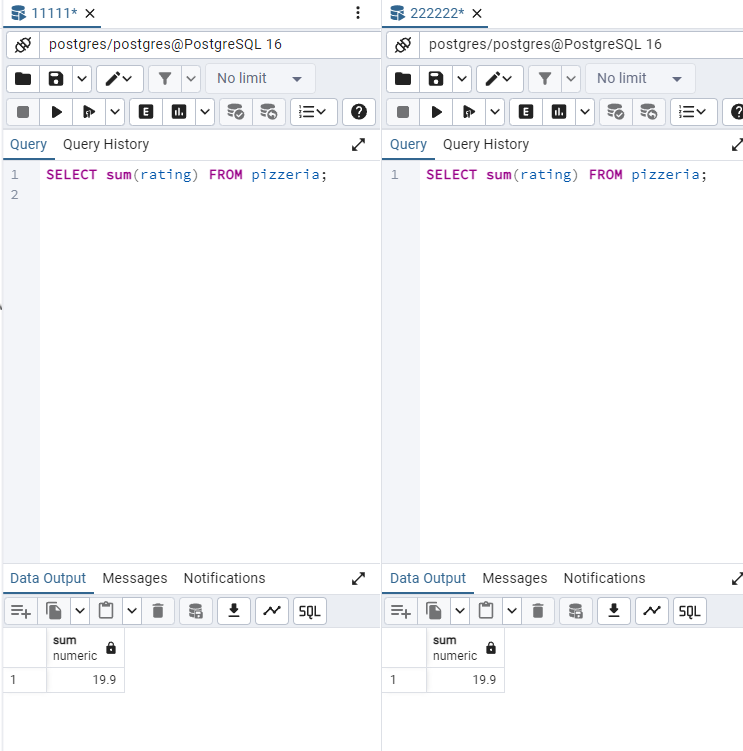 11111*
postgres/postgres@PostgreSQL 16
No limit
E
Query Query History
1 SELECT sum(rating) FROM pizzeria;
2
Data Output Messages Notifications
SQL
sum
numeric
1 19.9
222222*
postgres/postgres@PostgreSQL 16
No limit
E
Query Query History
1 SELECT sum(rating) FROM pizzeria;
Data Output Messages Notifications
SQL
sum
numeric
1 19.9